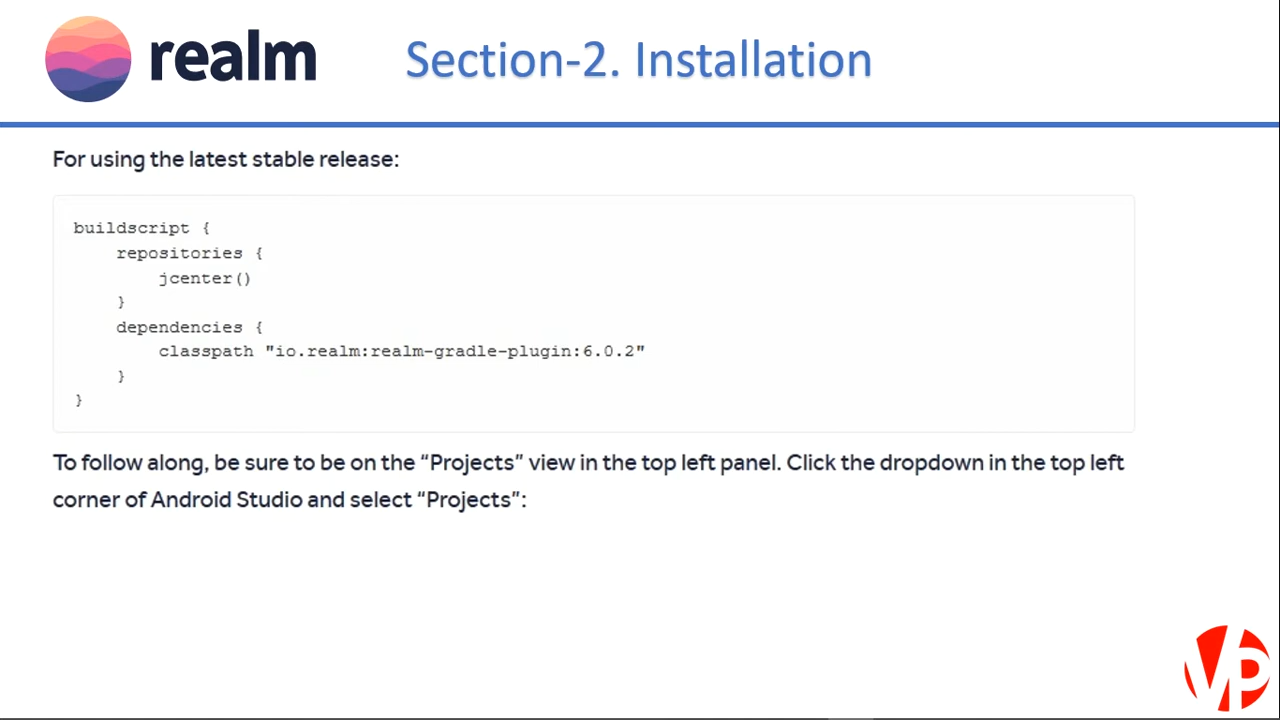 realm
Section-2. Installation
For using the latest stable release:
buildscript {
    repositories {
        jcenter()
    }
    dependencies {
        classpath "io.realm:realm-gradle-plugin:6.0.2"
    }
}
To follow along, be sure to be on the “Projects” view in the top left panel. Click the dropdown in the top left
corner of Android Studio and select “Projects”:
VP